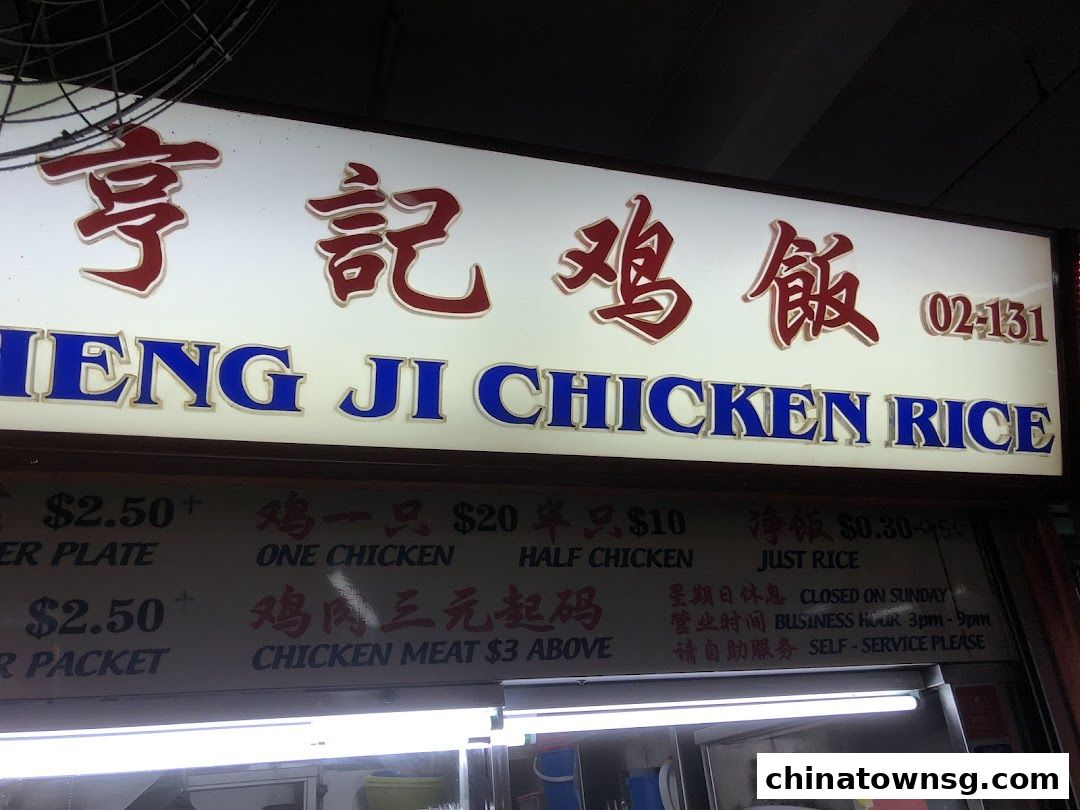 亨記鸡飯 02-131
HENG JI CHICKEN RICE
$2.50+ 鸡一只 $20 半只 $10 净饭 $0.30-0.50
ER PLATE ONE CHICKEN HALF CHICKEN JUST RICE
$2.50+ 鸡肉三元起码
R PACKET CHICKEN MEAT $3 ABOVE
星期日休息 CLOSED ON SUNDAY
营业时间 BUSINESS HOUR 3pm - 9pm
请自助服务 SELF - SERVICE PLEASE
chinatownsg.com